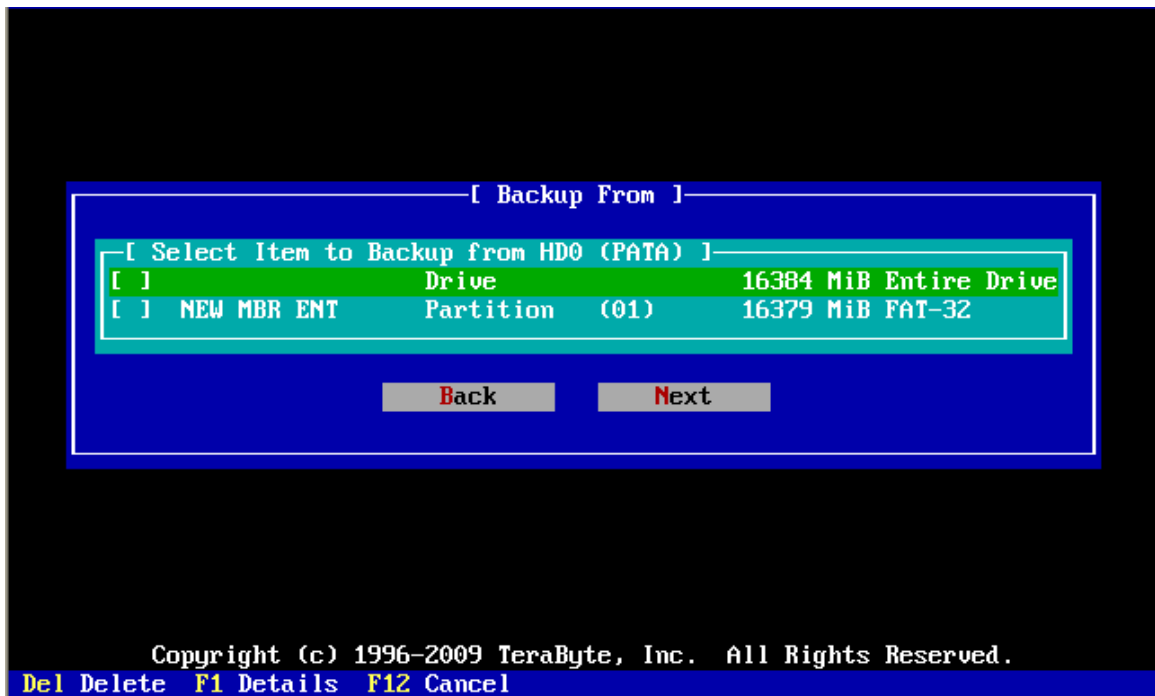 [ Backup From ]
[ Select Item to Backup from HD0 (PATA) ]
[ ] Drive 16384 MiB Entire Drive
[ ] NEW MBR ENT Partition (01) 16379 MiB FAT-32
Back Next
Copyright (c) 1996-2009 TeraByte, Inc. All Rights Reserved.
Del Delete F1 Details F12 Cancel